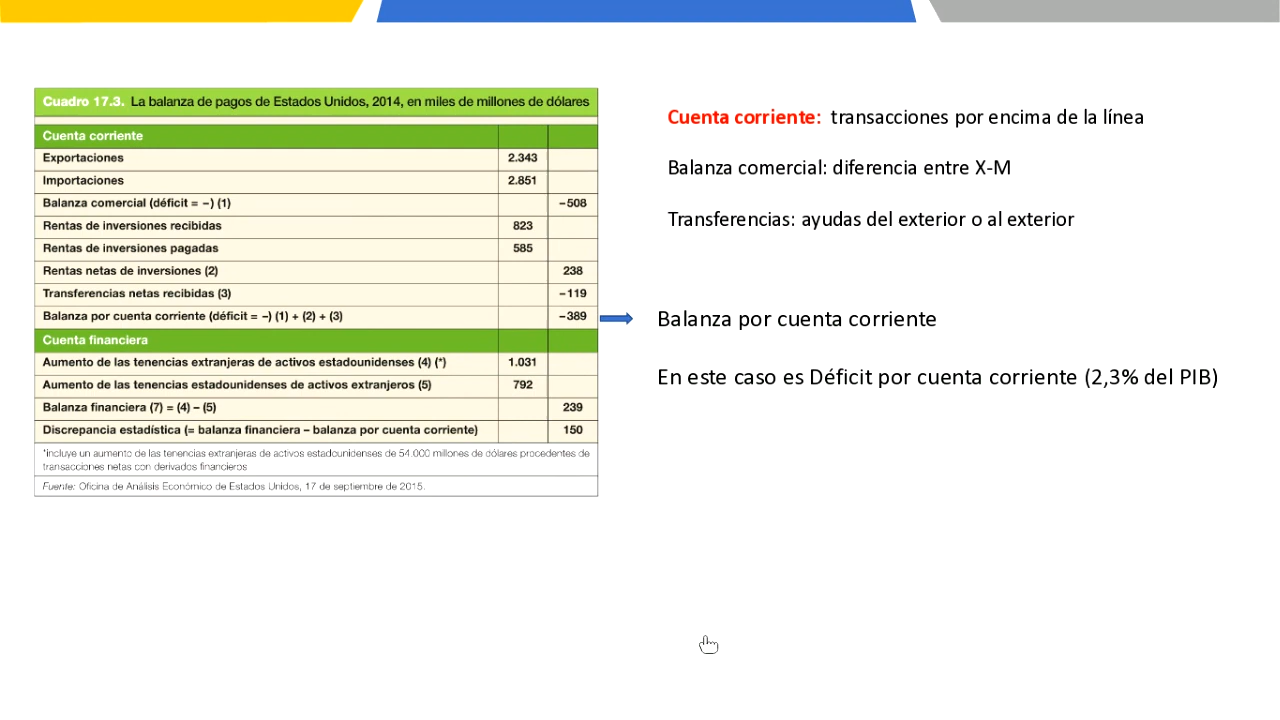 Cuadro 17.3. La balanza de pagos de Estados Unidos, 2014, en miles de millones de dólares
Cuenta corriente
Exportaciones 2.343
Importaciones 2.851
Balanza comercial (déficit = −) (1) −508
Rentas de inversiones recibidas 823
Rentas de inversiones pagadas 585
Rentas netas de inversiones (2) 238
Transferencias netas recibidas (3) −119
Balanza por cuenta corriente (déficit = −) (1) + (2) + (3) −389
Cuenta financiera
Aumento de las tenencias extranjeras de activos estadounidenses (4) (*) 1.031
Aumento de las tenencias estadounidenses de activos extranjeros (5) 792
Balanza financiera (7) = (4) – (5) 239
Discrepancia estadística (= balanza financiera – balanza por cuenta corriente) 150
*incluye un aumento de las tenencias extranjeras de activos estadounidenses de 54.000 millones de dólares procedentes de
transacciones netas con derivados financieros
Fuente: Oficina de Análisis Económico de Estados Unidos, 17 de septiembre de 2015.
Cuenta corriente: transacciones por encima de la línea
Balanza comercial: diferencia entre X-M
Transferencias: ayudas del exterior o al exterior
Balanza por cuenta corriente
En este caso es Déficit por cuenta corriente (2,3% del PIB)